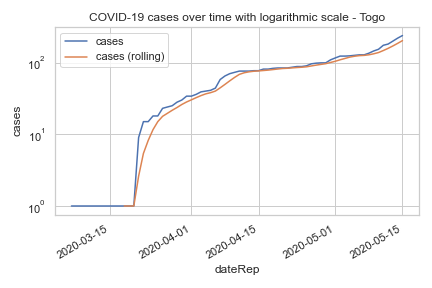 COVID-19 cases over time with logarithmic scale - Togo
cases
cases (rolling)
10²
10¹
10⁰
cases
2020-03-15
2020-04-01
2020-04-15
2020-05-01
2020-05-15
dateRep